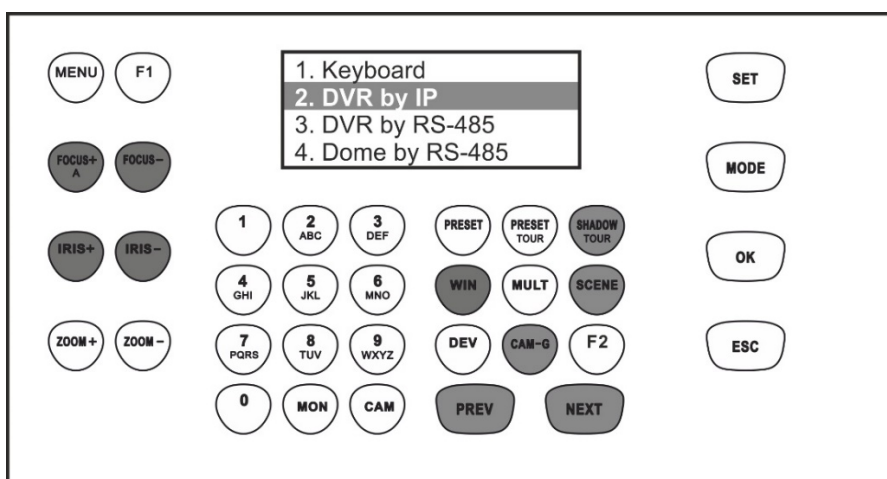 MENU F1
1. Keyboard
2. DVR by IP
3. DVR by RS-485
4. Dome by RS-485
SET
FOCUS+
A
FOCUS-
MODE
IRIS+ IRIS-
OK
ZOOM+ ZOOM-
ESC
1
2
ABC
3
DEF
PRESET
PRESET
TOUR
SHADOW
TOUR
4
GHI
5
JKL
6
MNO
WIN MULT SCENE
7
PQRS
8
TUV
9
WXYZ
DEV CAM-G F2
0 MON CAM
PREV NEXT